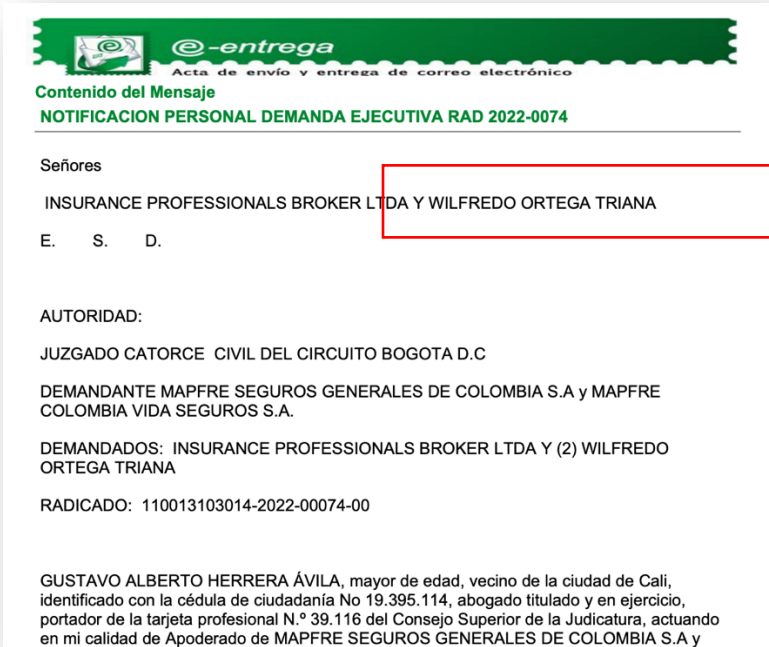 @-entrega
Acta de envío y entrega de correo electrónico
Contenido del Mensaje
NOTIFICACION PERSONAL DEMANDA EJECUTIVA RAD 2022-0074
Señores
INSURANCE PROFESSIONALS BROKER LTDA Y WILFREDO ORTEGA TRIANA
E. S. D.
AUTORIDAD:
JUZGADO CATORCE CIVIL DEL CIRCUITO BOGOTA D.C
DEMANDANTE MAPFRE SEGUROS GENERALES DE COLOMBIA S.A y MAPFRE
COLOMBIA VIDA SEGUROS S.A.
DEMANDADOS: INSURANCE PROFESSIONALS BROKER LTDA Y (2) WILFREDO
ORTEGA TRIANA
RADICADO: 110013103014-2022-00074-00
GUSTAVO ALBERTO HERRERA ÁVILA, mayor de edad, vecino de la ciudad de Cali,
identificado con la cédula de ciudadanía No 19.395.114, abogado titulado y en ejercicio,
portador de la tarjeta profesional N.º 39.116 del Consejo Superior de la Judicatura, actuando
en mi calidad de Apoderado de MAPFRE SEGUROS GENERALES DE COLOMBIA S.A y